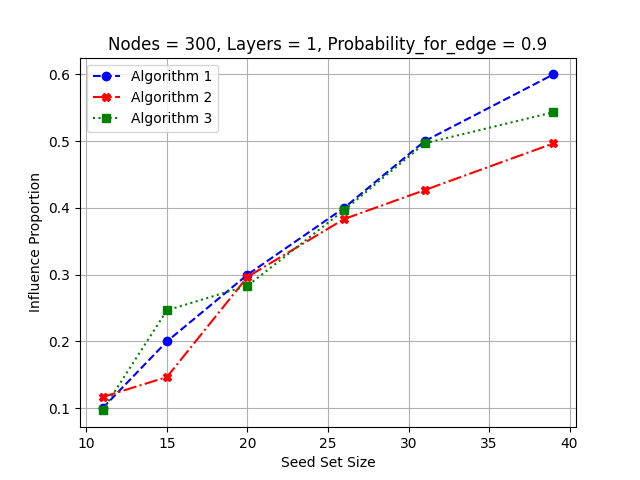 Nodes = 300, Layers = 1, Probability_for_edge = 0.9
Algorithm 1
Algorithm 2
Algorithm 3
Influence Proportion
0.6
0.5
0.4
0.3
0.2
0.1
10 15 20 25 30 35 40
Seed Set Size